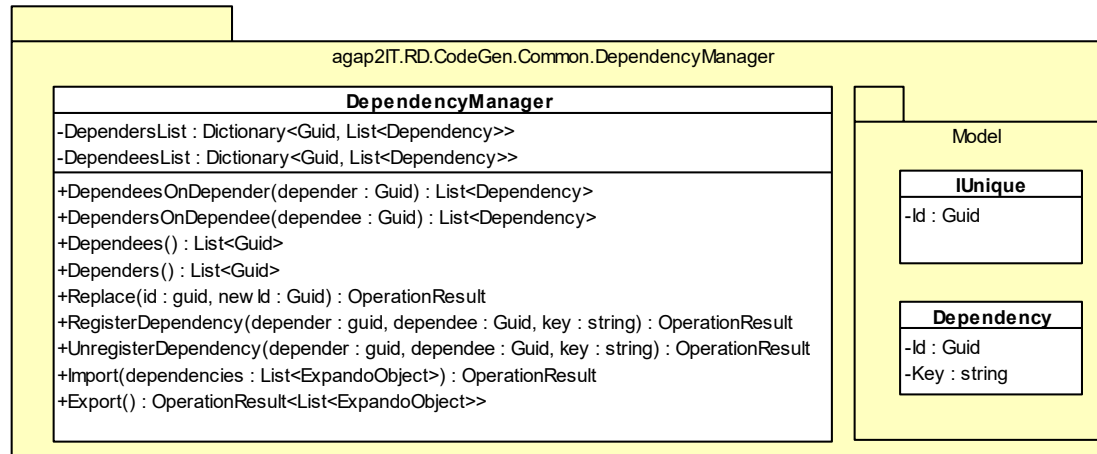 agap2IT.RD.CodeGen.Common.DependencyManager
DependencyManager
-DependersList : Dictionary<Guid, List<Dependency>>
-DependeesList : Dictionary<Guid, List<Dependency>>
+DependeesOnDepender(depender : Guid) : List<Dependency>
+DependersOnDependee(dependee : Guid) : List<Dependency>
+Dependees() : List<Guid>
+Dependers() : List<Guid>
+Replace(id : guid, newId : Guid) : OperationResult
+RegisterDependency(depender : guid, dependee : Guid, key : string) : OperationResult
+UnregisterDependency(depender : guid, dependee : Guid, key : string) : OperationResult
+Import(dependencies : List<ExpandoObject>) : OperationResult
+Export() : OperationResult<List<ExpandoObject>>
Model
IUnique
-Id : Guid
Dependency
-Id : Guid
-Key : string